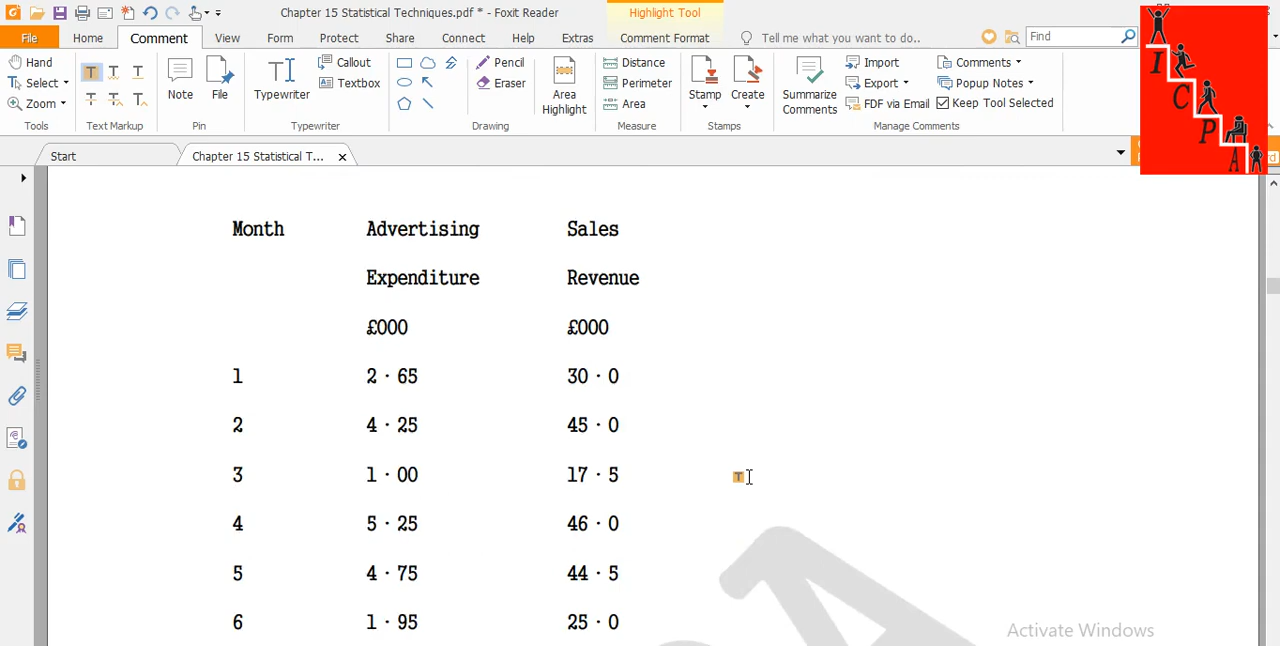 Chapter 15 Statistical Techniques.pdf * - Foxit Reader
Highlight Tool
File Home Comment View Form Protect Share Connect Help Extras Comment Format Tell me what you want to do.. Find
Hand
Select
Zoom
Tools
Text Markup
Note
File
Pin
Typewriter
Callout
Textbox
Typewriter
Pencil
Eraser
Drawing
Area
Highlight
Distance
Perimeter
Area
Measure
Stamp
Create
Stamps
Summarize
Comments
Import
Export
FDF via Email
Comments
Popup Notes
Keep Tool Selected
Manage Comments
I
C
P
A
Start
Chapter 15 Statistical T...
Month Advertising Sales
Expenditure Revenue
£000 £000
1 2·65 30·0
2 4·25 45·0
3 1·00 17·5
4 5·25 46·0
5 4·75 44·5
6 1·95 25·0
Activate Windows